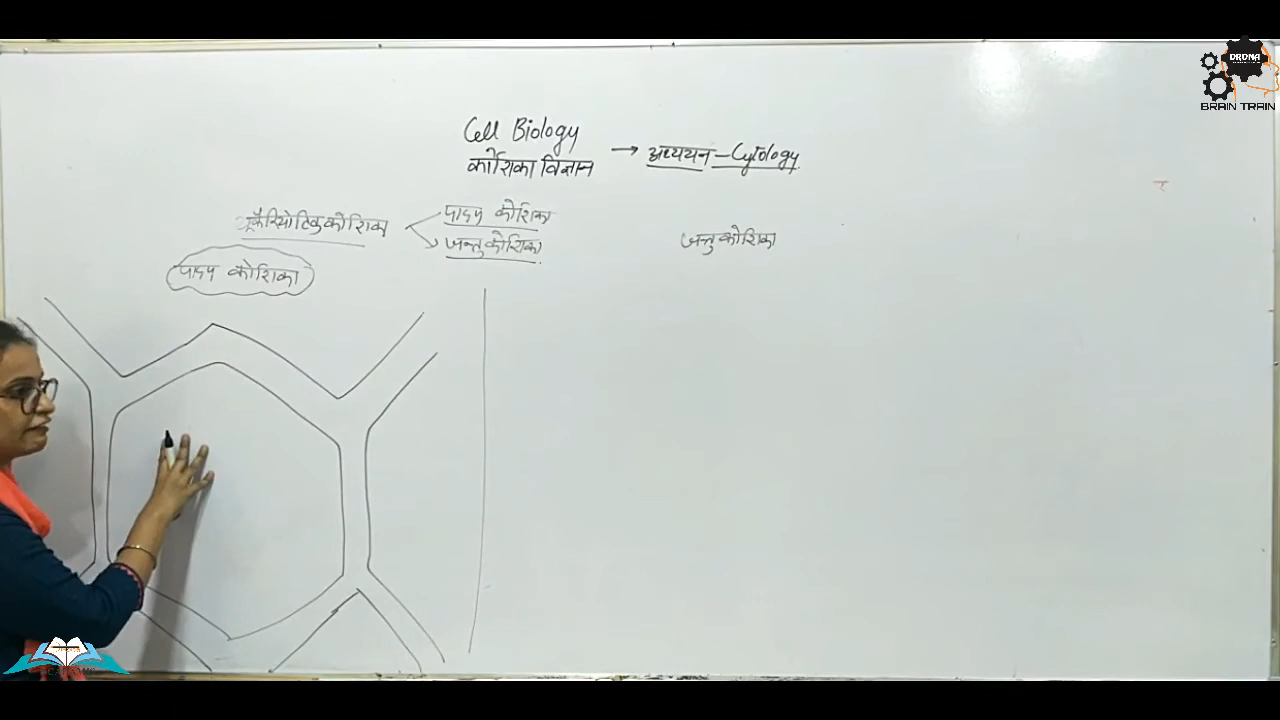 Cell Biology
कोशिका विज्ञान → अध्ययन - Cytology
यूकैरियोटिक कोशिका
पादप कोशिका
जन्तु कोशिका
जन्तु कोशिका
पादप कोशिका
DRONA
BRAIN TRAIN